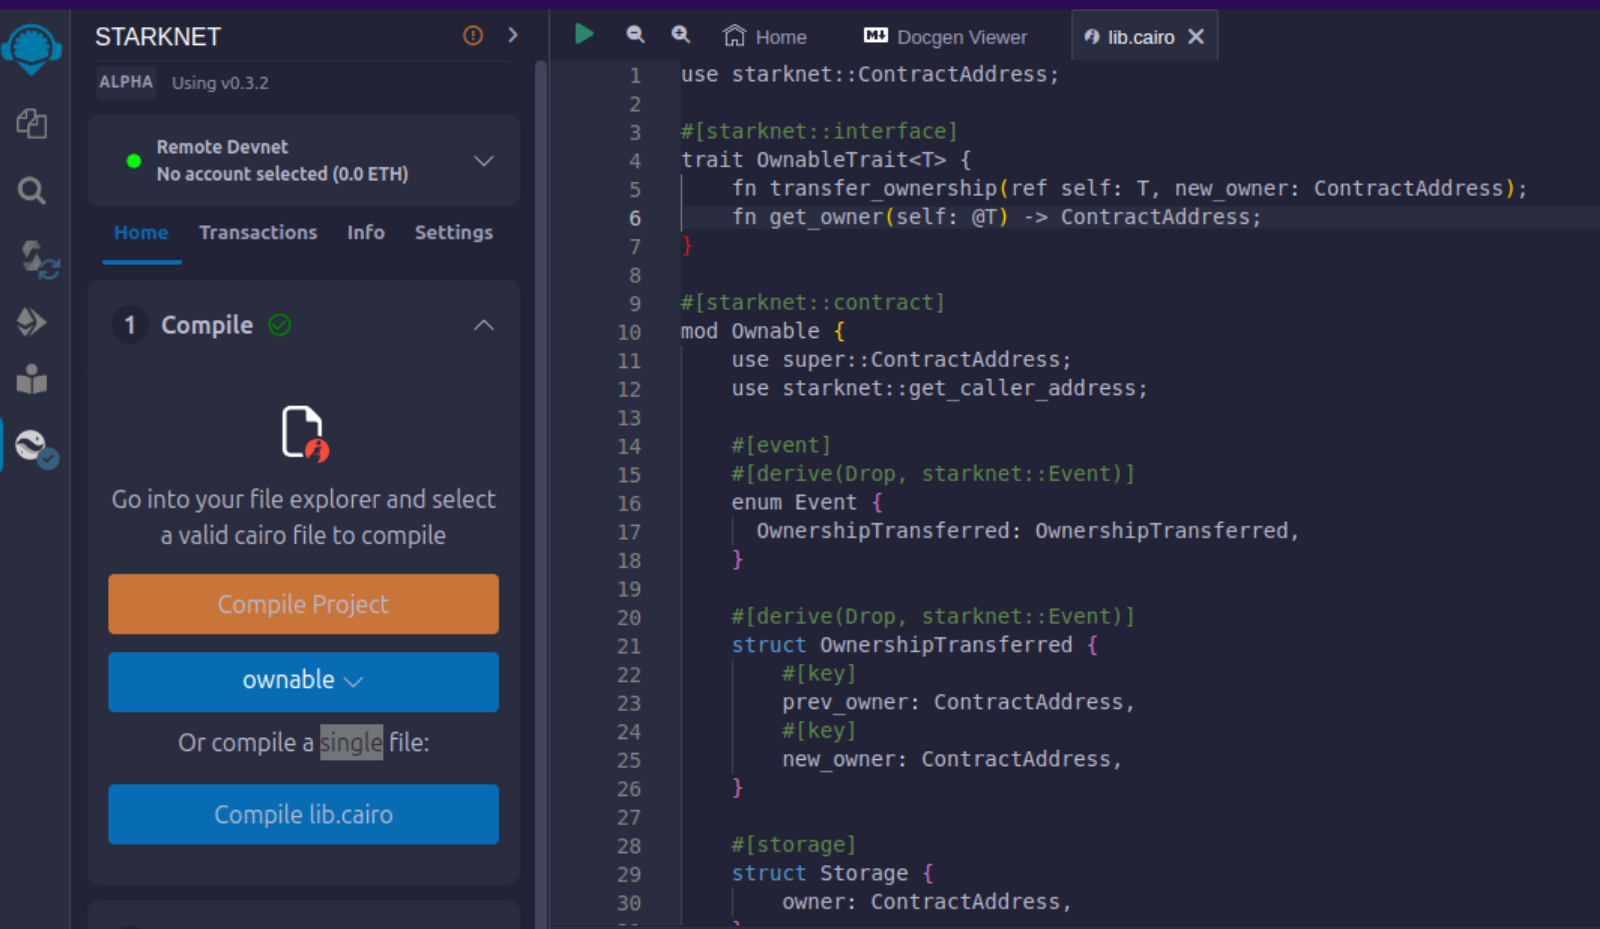 STARKNET
ALPHA Using v0.3.2
Remote Devnet
No account selected (0.0 ETH)
Home Transactions Info Settings
1 Compile
Go into your file explorer and select
a valid cairo file to compile
Compile Project
ownable
Or compile a single file:
Compile lib.cairo
Home Docgen Viewer lib.cairo
1 use starknet::ContractAddress;
2
3 #[starknet::interface]
4 trait OwnableTrait<T> {
5     fn transfer_ownership(ref self: T, new_owner: ContractAddress);
6     fn get_owner(self: @T) -> ContractAddress;
7 }
8
9 #[starknet::contract]
10 mod Ownable {
11     use super::ContractAddress;
12     use starknet::get_caller_address;
13
14     #[event]
15     #[derive(Drop, starknet::Event)]
16     enum Event {
17       OwnershipTransferred: OwnershipTransferred,
18     }
19
20     #[derive(Drop, starknet::Event)]
21     struct OwnershipTransferred {
22         #[key]
23         prev_owner: ContractAddress,
24         #[key]
25         new_owner: ContractAddress,
26     }
27
28     #[storage]
29     struct Storage {
30         owner: ContractAddress,